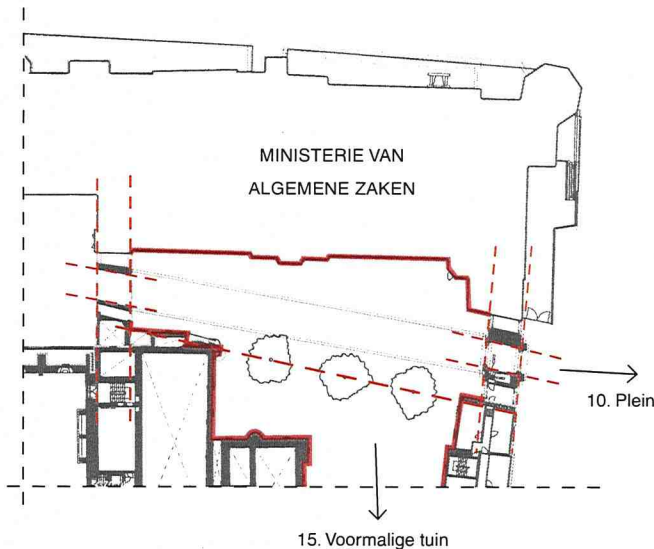 MINISTERIE VAN
ALGEMENE ZAKEN
10. Plein
15. Voormalige tuin